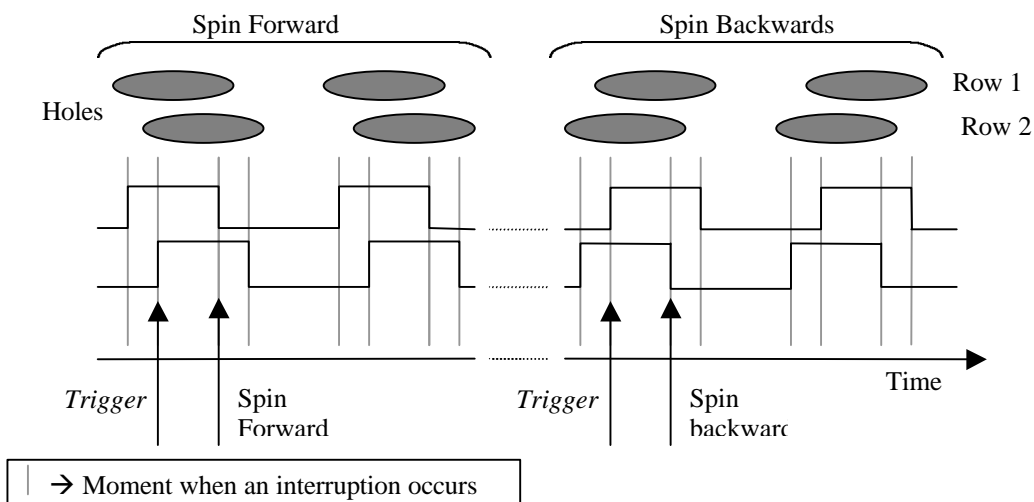 Spin Forward
Spin Backwards
Row 1
Holes
Row 2
Time
Trigger
Spin
Forward
Trigger
Spin
backward
→ Moment when an interruption occurs